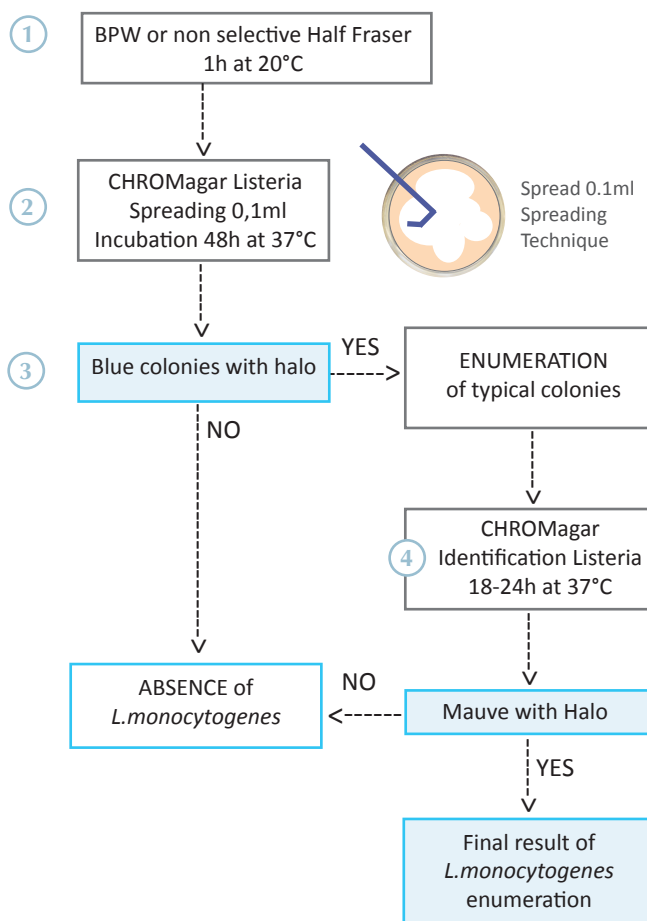 1
BPW or non selective Half Fraser
1h at 20°C
2
CHROMagar Listeria
Spreading 0,1ml
Incubation 48h at 37°C
Spread 0.1ml
Spreading
Technique
3
Blue colonies with halo
YES
ENUMERATION
of typical colonies
NO
4
CHROMagar
Identification Listeria
18-24h at 37°C
ABSENCE of
L.monocytogenes
NO
Mauve with Halo
YES
Final result of
L.monocytogenes
enumeration